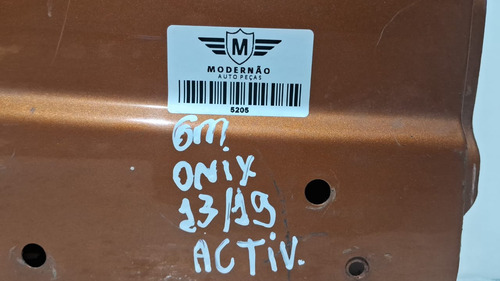 M
MODERNÃO
AUTO PEÇAS
5205
GM.
ONIX
13/19
ACTIV.